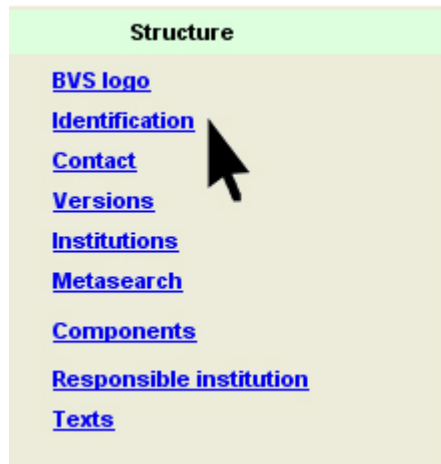 Structure
BVS logo
Identification
Contact
Versions
Institutions
Metasearch
Components
Responsible institution
Texts